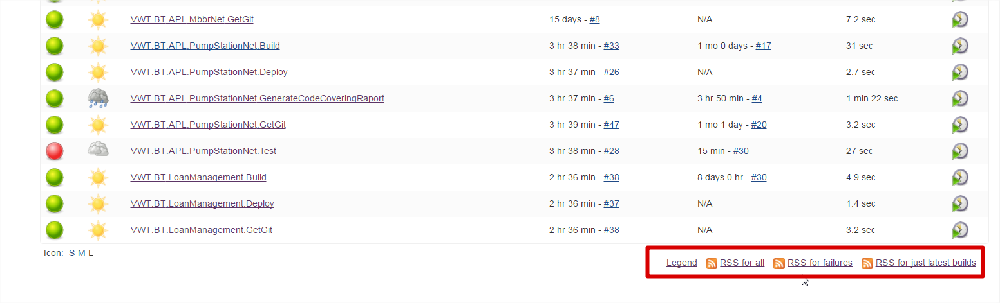 VWT.BT.APL.MbbrNet.GetGit 15 days - #8 N/A 7.2 sec
VWT.BT.APL.PumpStationNet.Build 3 hr 38 min - #33 1 mo 0 days - #17 31 sec
VWT.BT.APL.PumpStationNet.Deploy 3 hr 37 min - #26 N/A 2.7 sec
VWT.BT.APL.PumpStationNet.GenerateCodeCoveringRaport 3 hr 37 min - #6 3 hr 50 min - #4 1 min 22 sec
VWT.BT.APL.PumpStationNet.GetGit 3 hr 39 min - #47 1 mo 1 day - #20 3.2 sec
VWT.BT.APL.PumpStationNet.Test 3 hr 38 min - #28 15 min - #30 27 sec
VWT.BT.LoanManagement.Build 2 hr 36 min - #38 8 days 0 hr - #30 4.9 sec
VWT.BT.LoanManagement.Deploy 2 hr 36 min - #37 N/A 1.4 sec
VWT.BT.LoanManagement.GetGit 2 hr 36 min - #38 N/A 3.2 sec
Icon: S M L
Legend RSS for all RSS for failures RSS for just latest builds